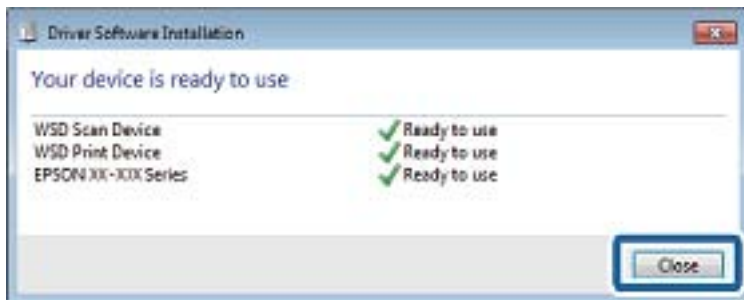 Driver Software Installation
Your device is ready to use
WSD Scan Device Ready to use
WSD Print Device Ready to use
EPSON XX-XXX Series Ready to use
Close